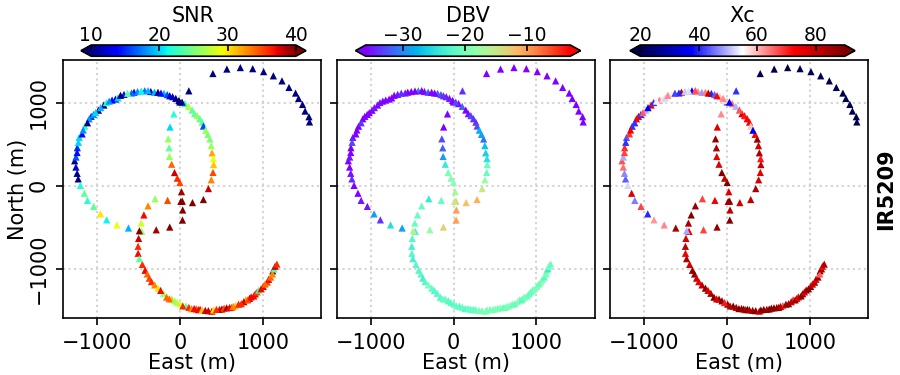 SNR DBV Xc
10 20 30 40 −30 −20 −10 20 40 60 80
1000
0
−1000
North (m)
IR5209
−1000 0 1000 −1000 0 1000 −1000 0 1000
East (m) East (m) East (m)